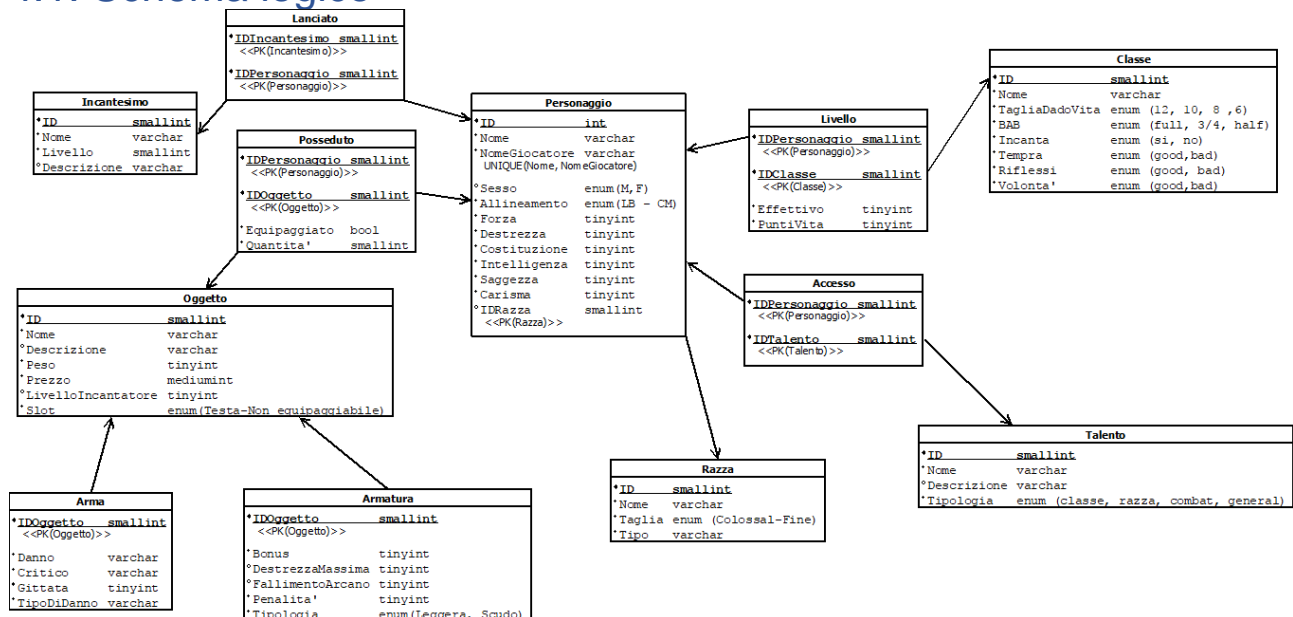 Schema logico
Lanciato
IDIncantesimo smallint
<<PK(Incantesimo)>>
IDPersonaggio smallint
<<PK(Personaggio)>>
Incantesimo
ID smallint
Nome varchar
Livello smallint
Descrizione varchar
Posseduto
IDPersonaggio smallint
<<PK(Personaggio)>>
IDOggetto smallint
<<PK(Oggetto)>>
Equipaggiato bool
Quantita' smallint
Personaggio
ID int
Nome varchar
NomeGiocatore varchar
UNIQUE(Nome, NomeGiocatore)
Sesso enum(M,F)
Allineamento enum(LB - CM)
Forza tinyint
Destrezza tinyint
Costituzione tinyint
Intelligenza tinyint
Saggezza tinyint
Carisma tinyint
IDRazza smallint
<<PK(Razza)>>
Livello
IDPersonaggio smallint
<<PK(Personaggio)>>
IDClasse smallint
<<PK(Classe)>>
Effettivo tinyint
PuntiVita tinyint
Classe
ID smallint
Nome varchar
TagliaDadoVita enum (12, 10, 8 ,6)
BAB enum (full, 3/4, half)
Incanta enum (si, no)
Tempra enum (good,bad)
Riflessi enum (good, bad)
Volonta' enum (good,bad)
Accesso
IDPersonaggio smallint
<<PK(Personaggio)>>
IDTalento smallint
<<PK(Talento)>>
Oggetto
ID smallint
Nome varchar
Descrizione varchar
Peso tinyint
Prezzo mediumint
LivelloIncantatore tinyint
Slot enum(Testa-Non equipaggiabile)
Talento
ID smallint
Nome varchar
Descrizione varchar
Tipologia enum (classe, razza, combat, general)
Razza
ID smallint
Nome varchar
Taglia enum (Colossal-Fine)
Tipo varchar
Arma
IDOggetto smallint
<<PK(Oggetto)>>
Danno varchar
Critico varchar
Gittata tinyint
TipoDiDanno varchar
Armatura
IDOggetto smallint
<<PK(Oggetto)>>
Bonus tinyint
DestrezzaMassima tinyint
FallimentoArcano tinyint
Penalita' tinyint
Tipologia enum(Leggera, Scudo)